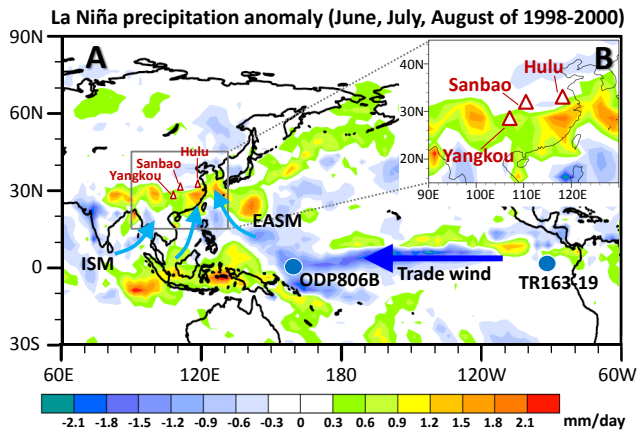 La Niña precipitation anomaly (June, July, August of 1998-2000)
90N
60N
30N
0
30S
A
Hulu
Sanbao
Yangkou
EASM
ISM
ODP806B
Trade wind
TR163-19
B
40N
30N
20N
Hulu
Sanbao
Yangkou
90E
100E
110E
120E
60E
120E
180
120W
60W
-2.1
-1.8
-1.5
-1.2
-0.9
-0.6
-0.3
0
0.3
0.6
0.9
1.2
1.5
1.8
2.1
mm/day